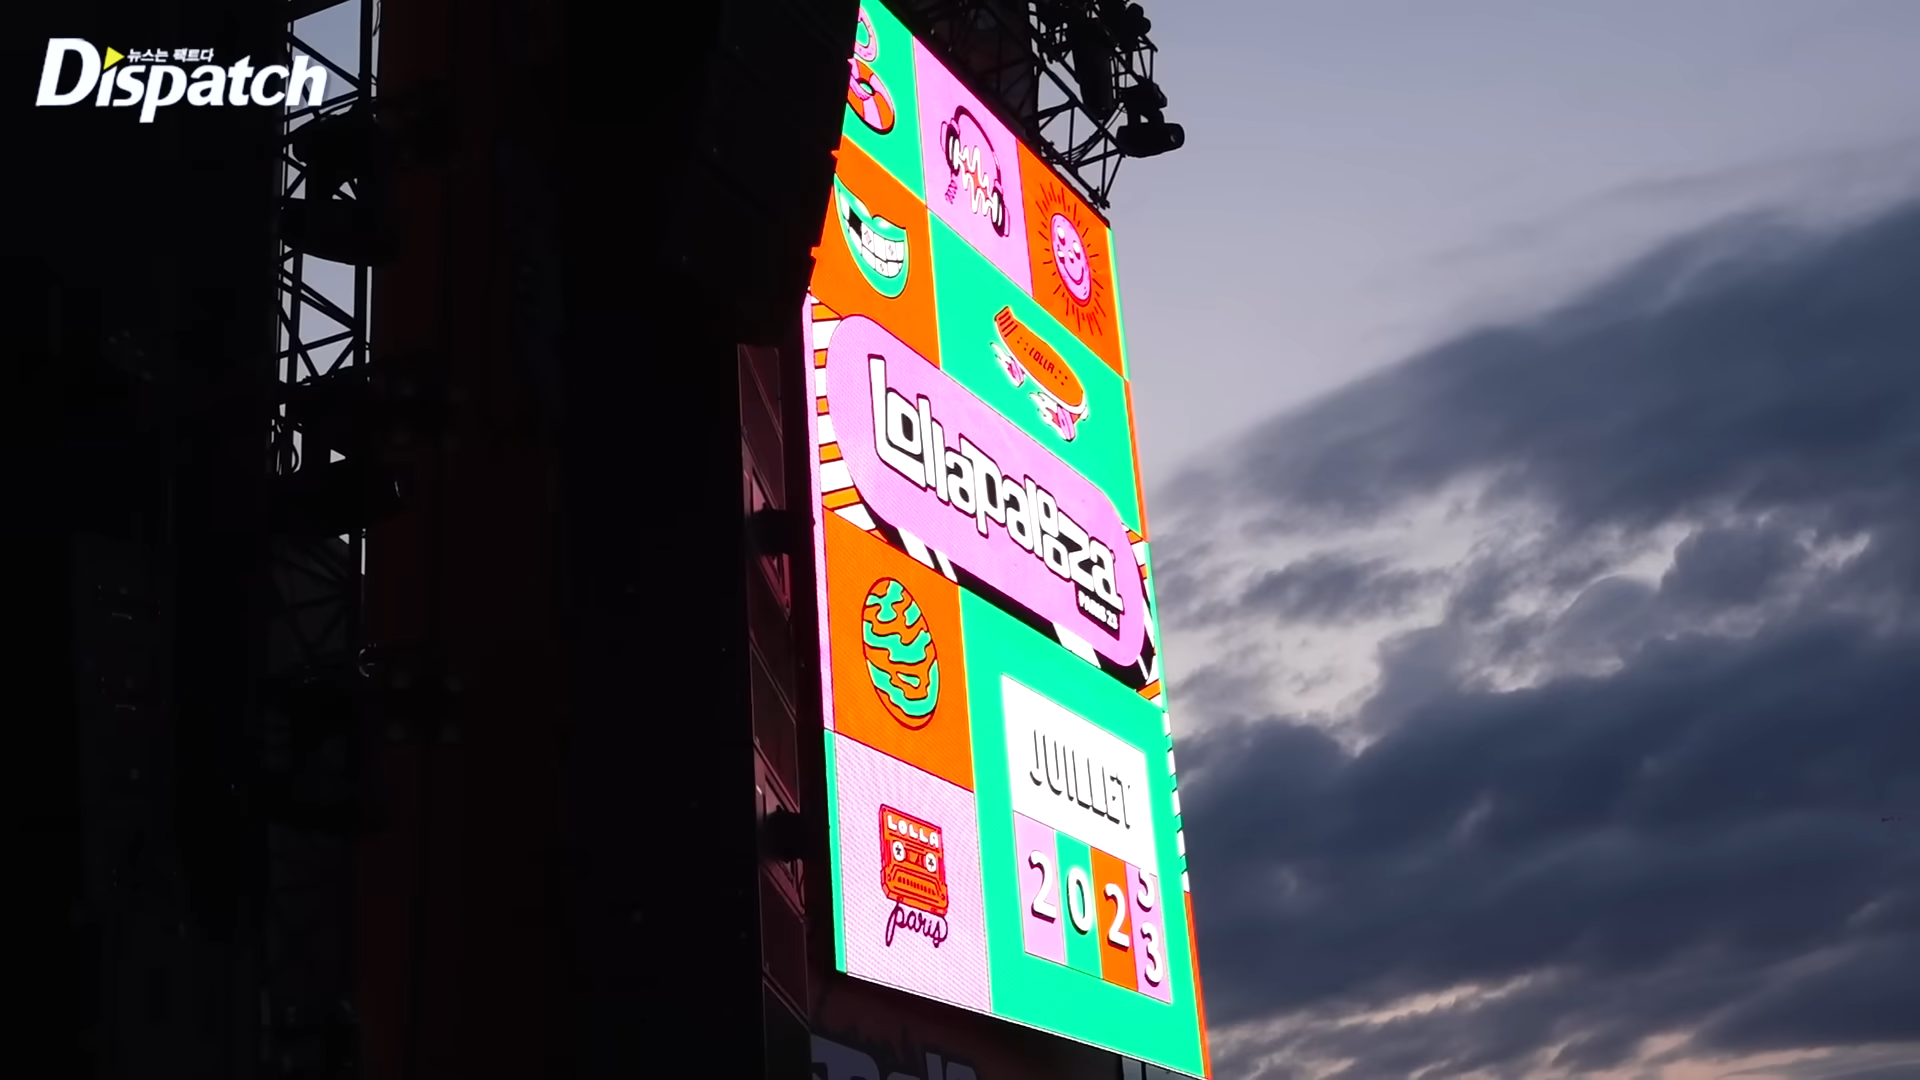 뉴스는 팩트다
Dispatch
LOLLA
Lollapalooza
PARIS 23
JUILLET
2023
LOLLA
paris